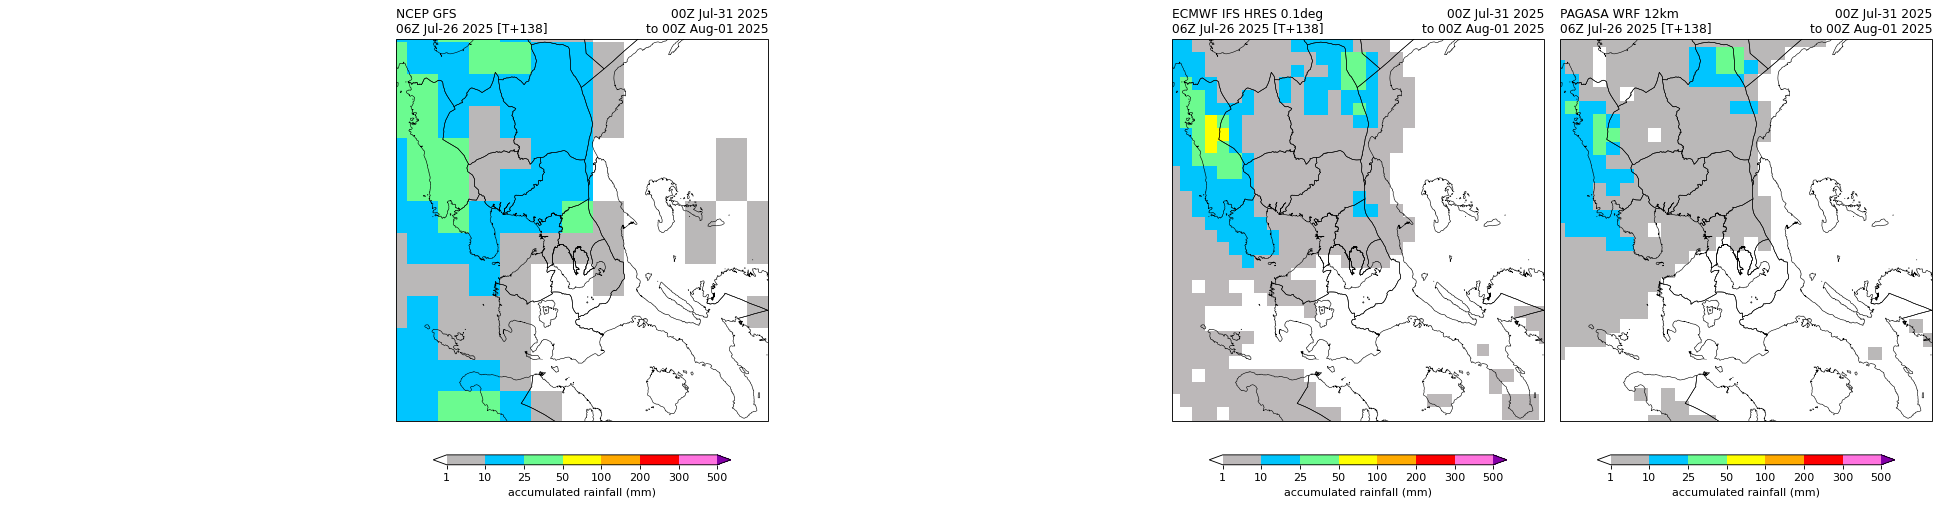 NCEP GFS 00Z Jul-31 2025
06Z Jul-26 2025 [T+138] to 00Z Aug-01 2025
1 10 25 50 100 200 300 500
accumulated rainfall (mm)
ECMWF IFS HRES 0.1deg 00Z Jul-31 2025
06Z Jul-26 2025 [T+138] to 00Z Aug-01 2025
1 10 25 50 100 200 300 500
accumulated rainfall (mm)
PAGASA WRF 12km 00Z Jul-31 2025
06Z Jul-26 2025 [T+138] to 00Z Aug-01 2025
1 10 25 50 100 200 300 500
accumulated rainfall (mm)